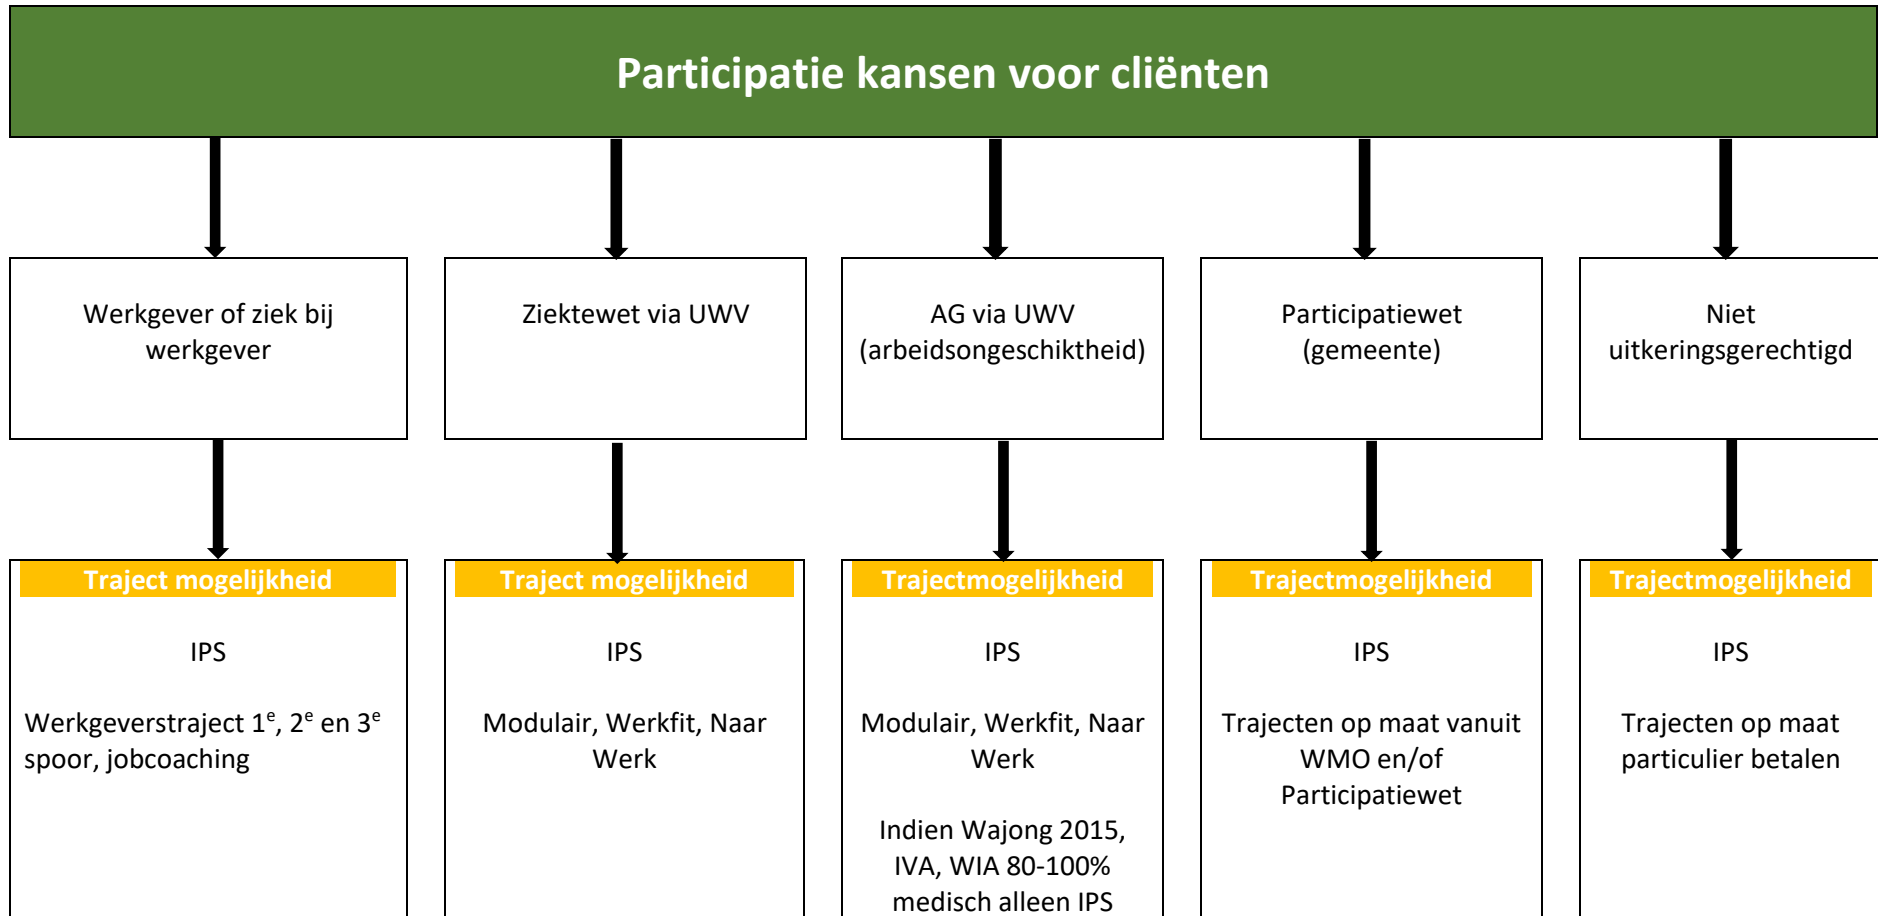 Participatie kansen voor cliënten
Werkgever of ziek bij
werkgever
Ziektewet via UWV
AG via UWV
(arbeidsongeschiktheid)
Participatiewet
(gemeente)
Niet
uitkeringsgerechtigd
Traject mogelijkheid
IPS
Werkgeverstraject 1ᵉ, 2ᵉ en 3ᵉ
spoor, jobcoaching
Traject mogelijkheid
IPS
Modulair, Werkfit, Naar
Werk
Trajectmogelijkheid
IPS
Modulair, Werkfit, Naar
Werk
Indien Wajong 2015,
IVA, WIA 80-100%
medisch alleen IPS
Trajectmogelijkheid
IPS
Trajecten op maat vanuit
WMO en/of
Participatiewet
Trajectmogelijkheid
IPS
Trajecten op maat
particulier betalen